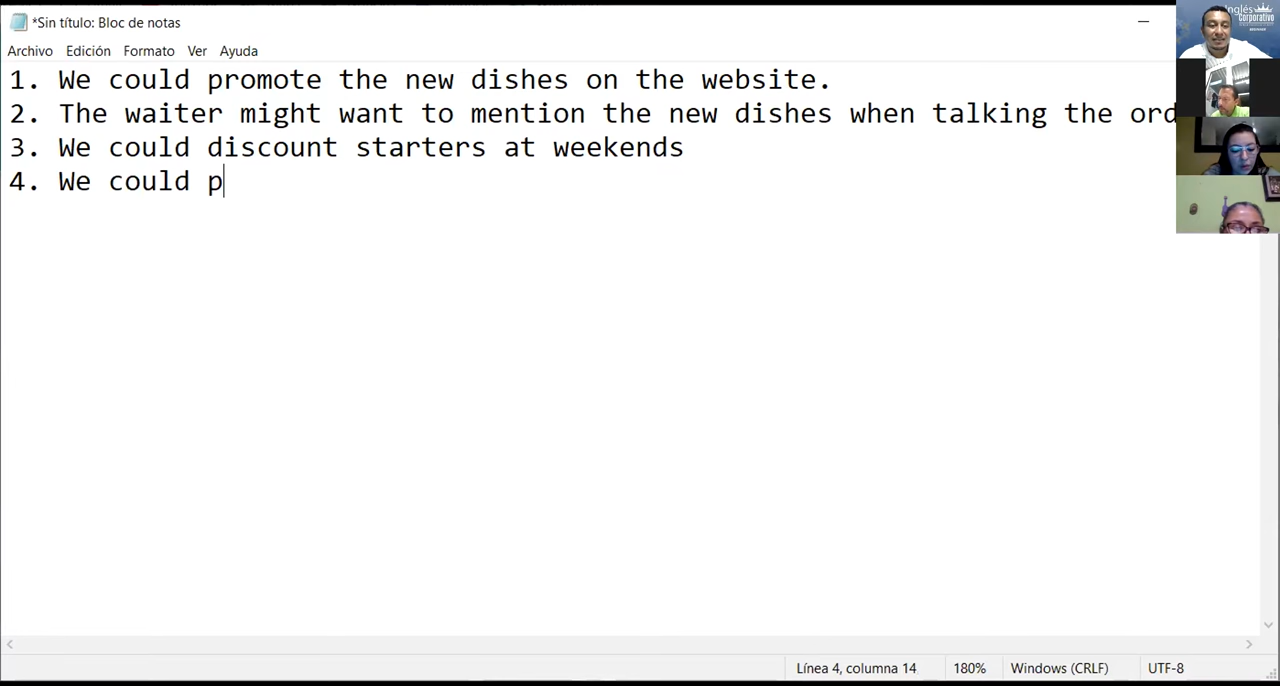 *Sin título: Bloc de notas
Archivo Edición Formato Ver Ayuda
1. We could promote the new dishes on the website.
2. The waiter might want to mention the new dishes when talking the ord
3. We could discount starters at weekends
4. We could p
Línea 4, columna 14 180% Windows (CRLF) UTF-8
Inglés
Corporativo